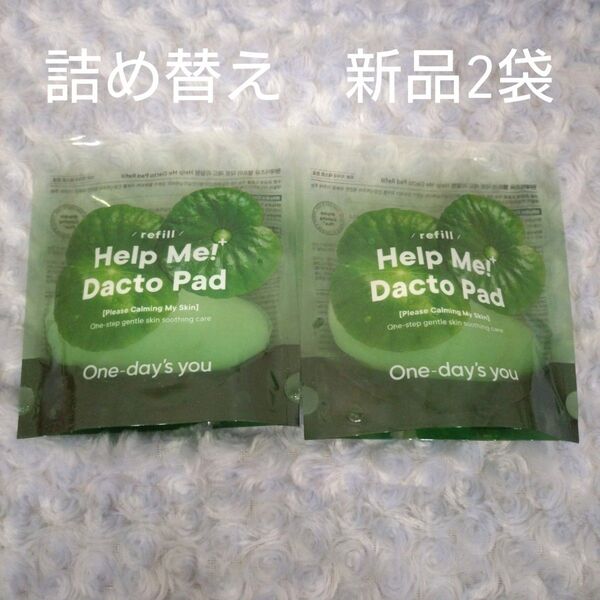 詰め替え　新品2袋
/ refill /
Help Me!+
Dacto Pad
[Please Calming My Skin]
One-step gentle skin soothing care
One-day's you
/ refill /
Help Me!+
Dacto Pad
[Please Calming My Skin]
One-step gentle skin soothing care
One-day's you